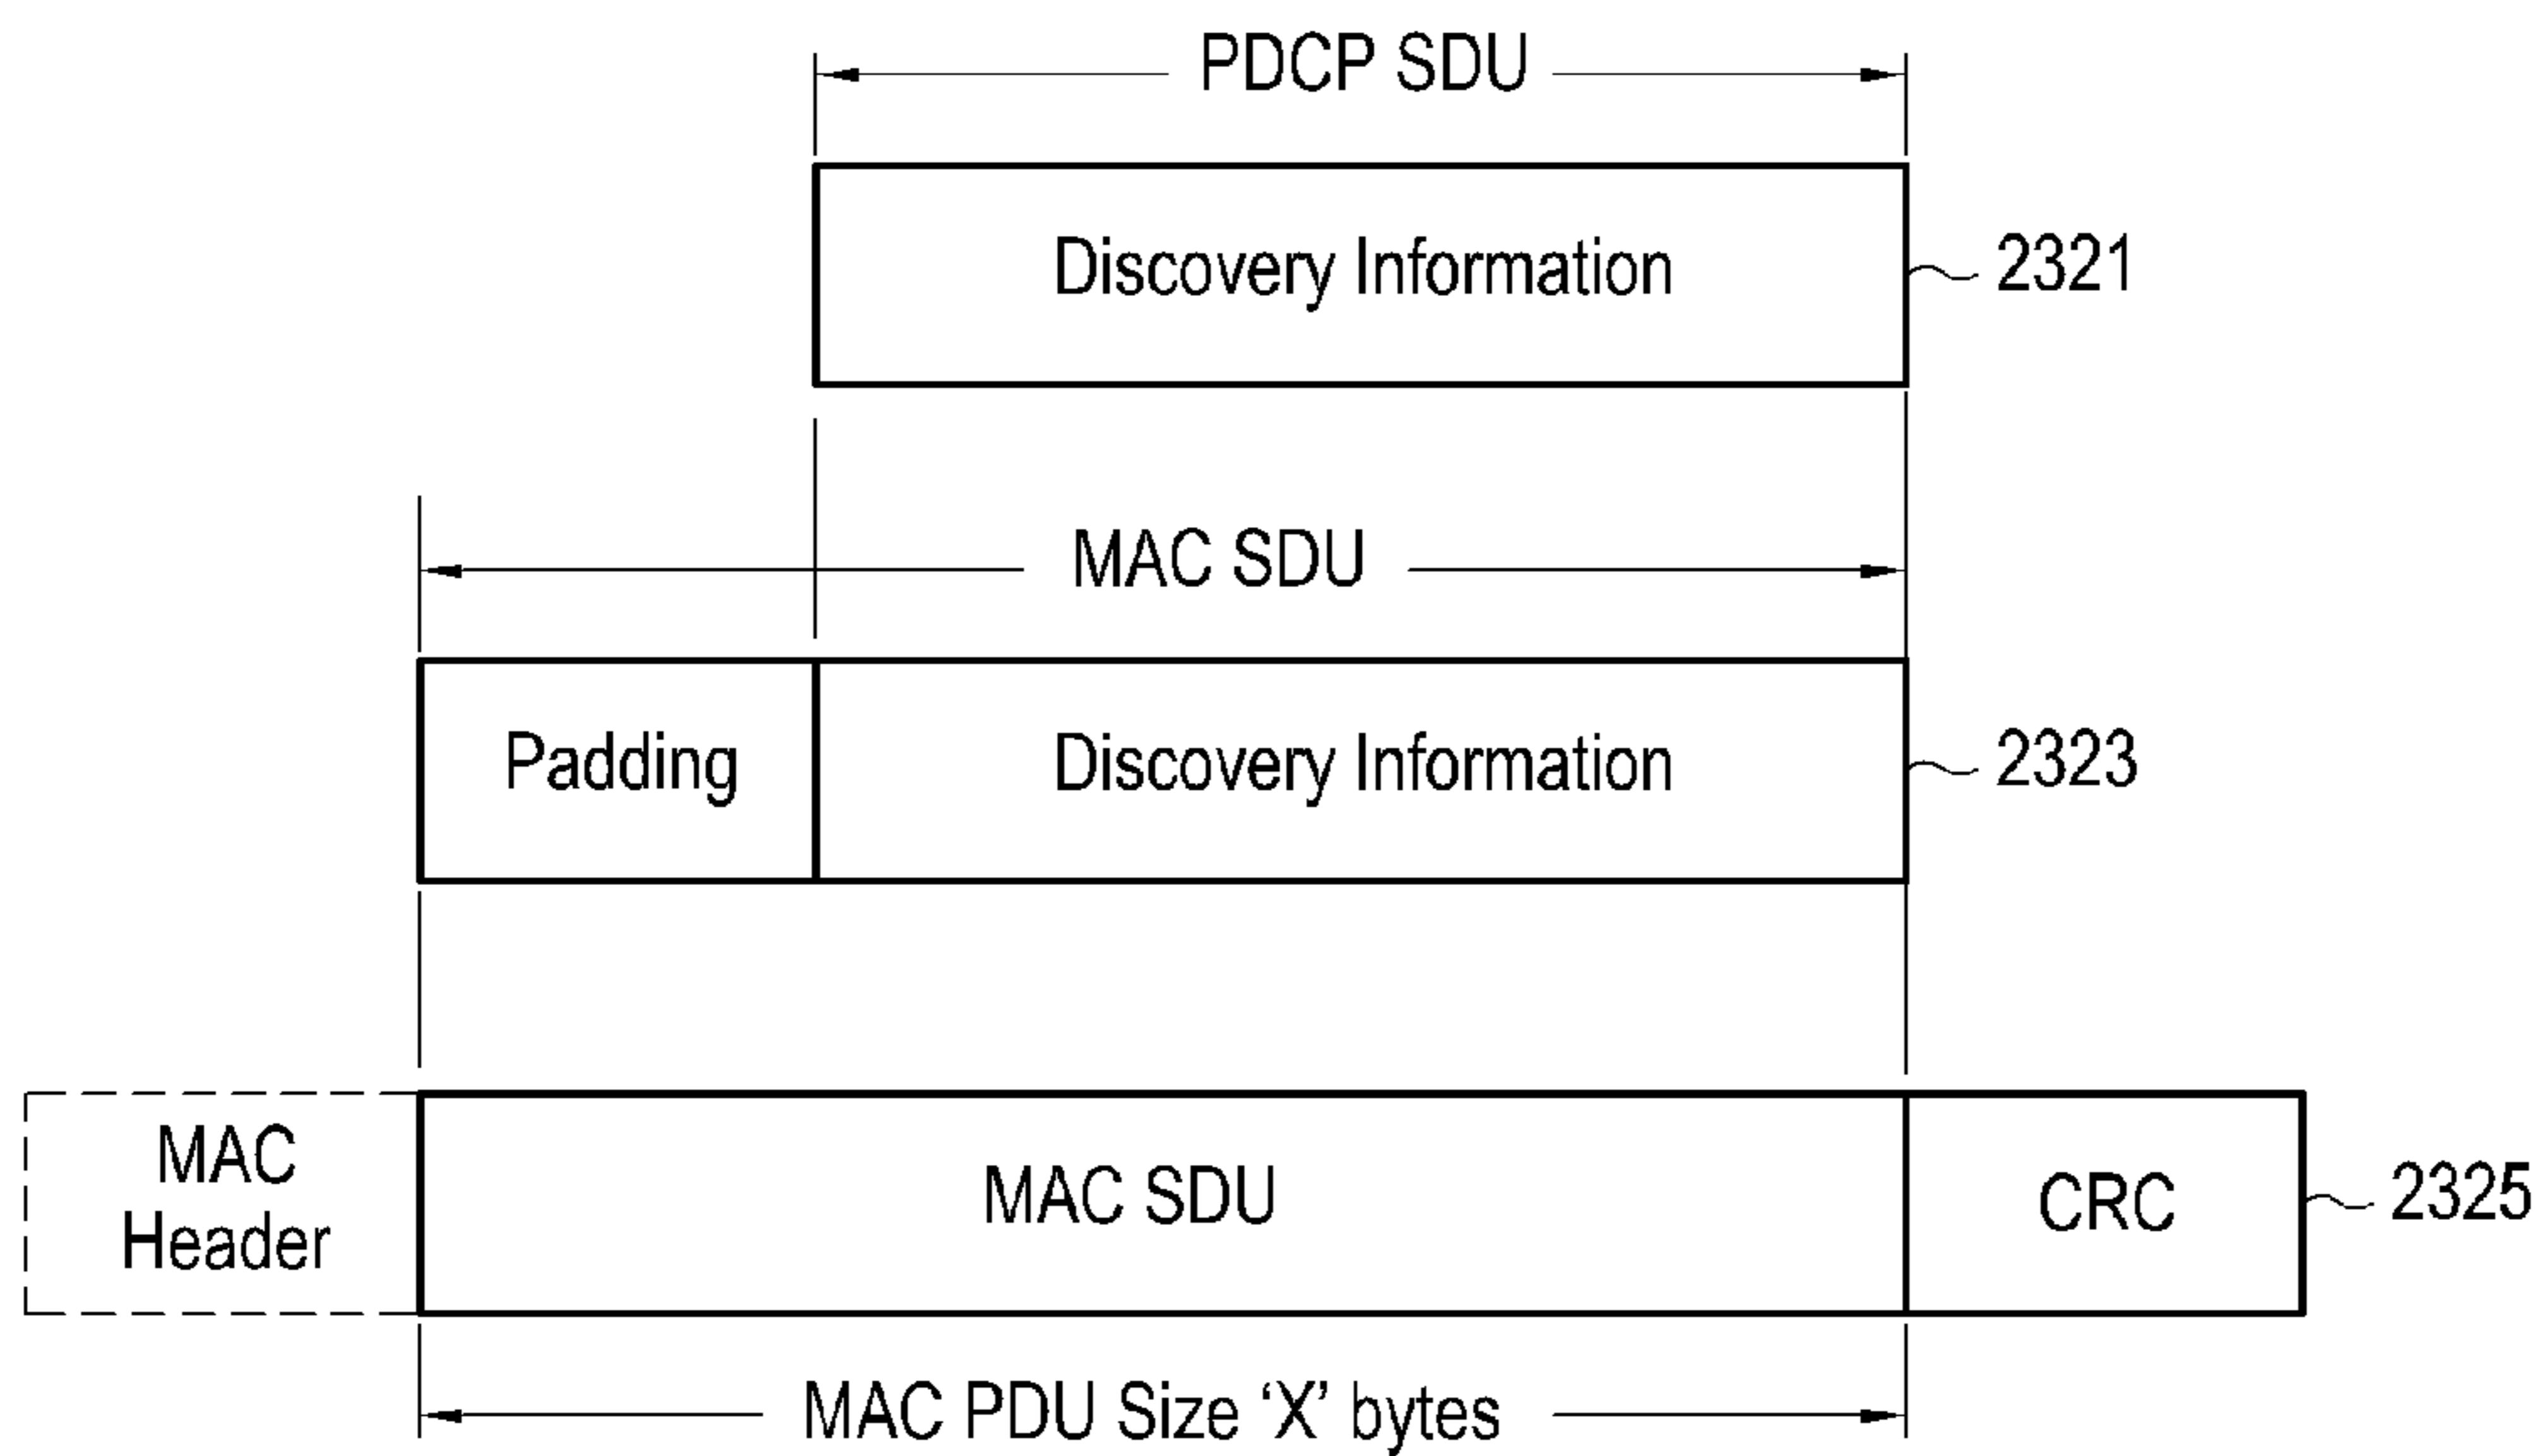 PDCP SDU
Discovery Information
2321
MAC SDU
Padding
Discovery Information
2323
MAC
Header
MAC SDU
CRC
2325
MAC PDU Size ‘X’ bytes